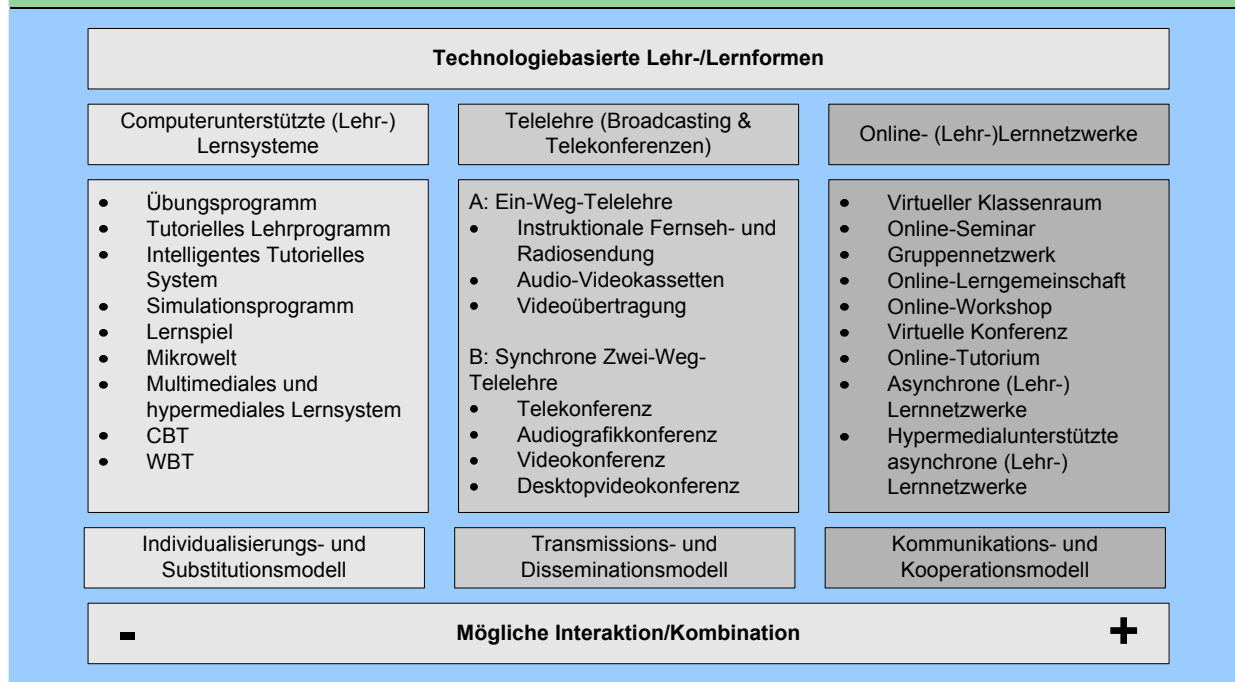 Technologiebasierte Lehr-/Lernformen
Computerunterstützte (Lehr-)
Lernsysteme
Telelehre (Broadcasting &
Telekonferenzen)
Online- (Lehr-)Lernnetzwerke
• Übungsprogramm
• Tutorielles Lehrprogramm
• Intelligentes Tutorielles
System
• Simulationsprogramm
• Lernspiel
• Mikrowelt
• Multimediales und
hypermediales Lernsystem
• CBT
• WBT
A: Ein-Weg-Telelehre
• Instruktionale Fernseh- und
Radiosendung
• Audio-Videokassetten
• Videoübertragung
B: Synchrone Zwei-Weg-
Telelehre
• Telekonferenz
• Audiografikkonferenz
• Videokonferenz
• Desktopvideokonferenz
• Virtueller Klassenraum
• Online-Seminar
• Gruppennetzwerk
• Online-Lerngemeinschaft
• Online-Workshop
• Virtuelle Konferenz
• Online-Tutorium
• Asynchrone (Lehr-)
Lernnetzwerke
• Hypermedialunterstützte
asynchrone (Lehr-)
Lernnetzwerke
Individualisierungs- und
Substitutionsmodell
Transmissions- und
Disseminationsmodell
Kommunikations- und
Kooperationsmodell
- Mögliche Interaktion/Kombination +